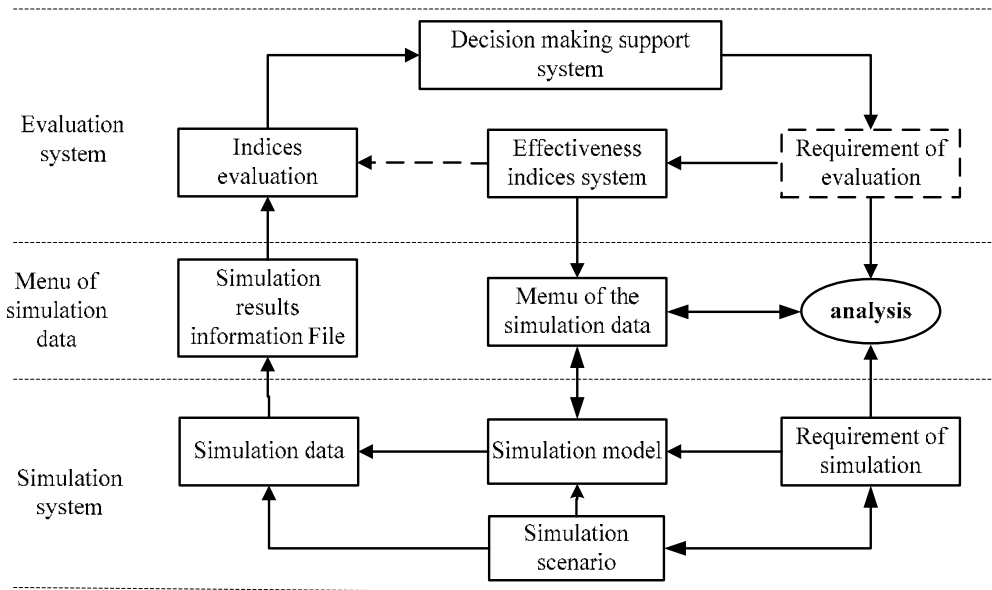 Decision making support
system
Evaluation
system
Indices
evaluation
Effectiveness
indices system
Requirement of
evaluation
Menu of
simulation
data
Simulation
results
information File
Memu of the
simulation data
analysis
Simulation
system
Simulation data
Simulation model
Requirement of
simulation
Simulation
scenario